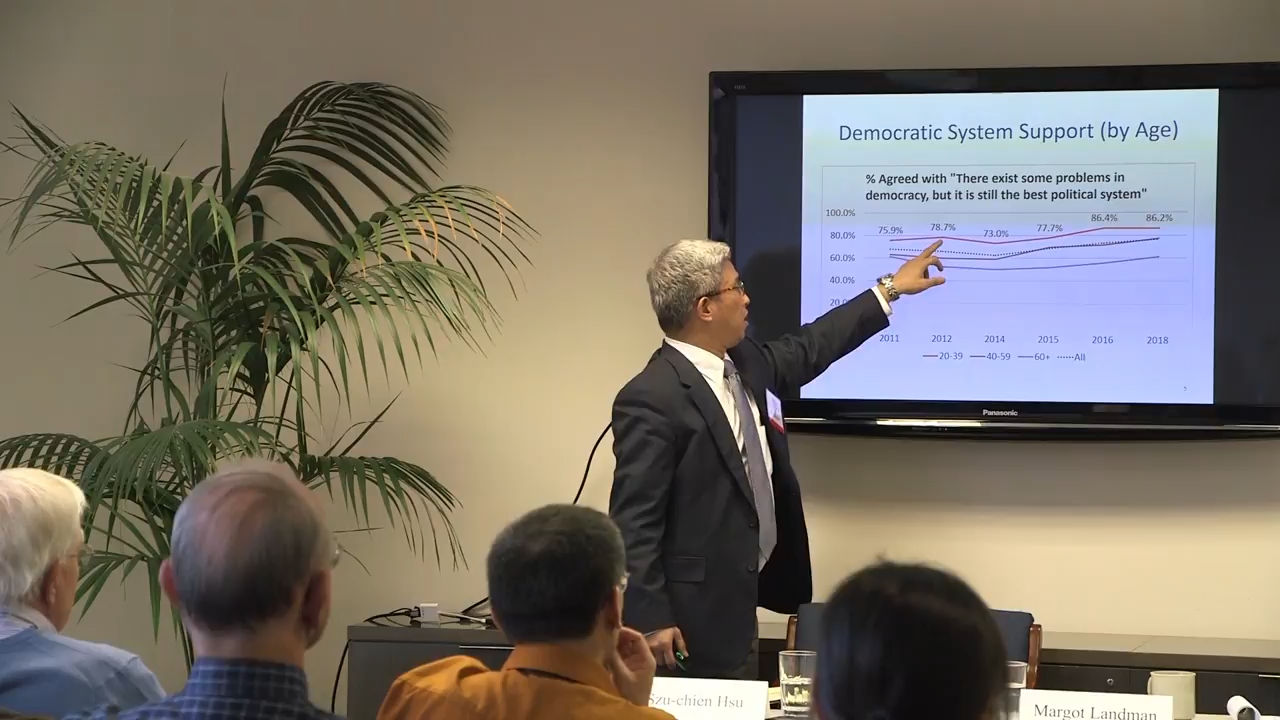 Democratic System Support (by Age)
% Agreed with "There exist some problems in
democracy, but it is still the best political system"
100.0%
80.0%
60.0%
40.0%
75.9%
78.7%
73.0%
77.7%
86.4%
86.2%
2011
2012
2014
2015
2016
2018
20-39
40-59
60+
All
5
Panasonic
Szu-chien Hsu
Margot Landman